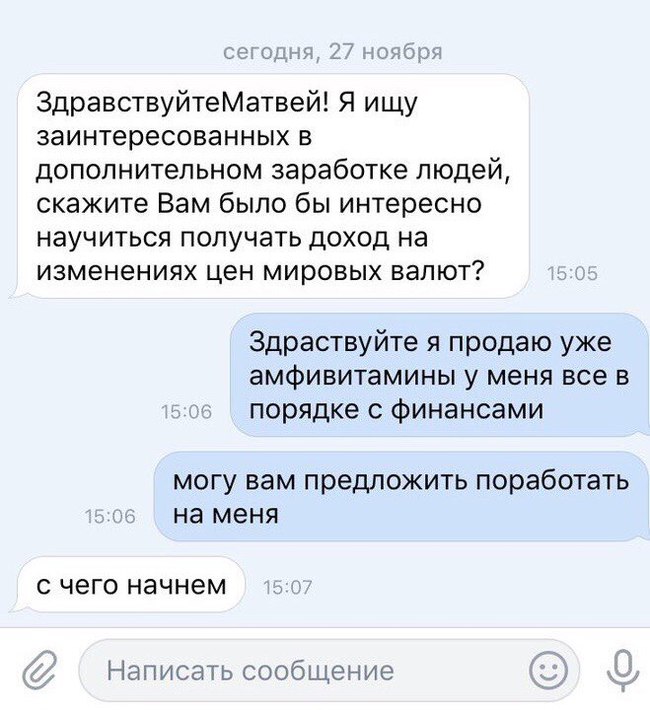 сегодня, 27 ноября
ЗдравствуйтеМатвей! Я ищу
заинтересованных в
дополнительном заработке людей,
скажите Вам было бы интересно
научиться получать доход на
изменениях цен мировых валют?
15:05
Здраствуйте я продаю уже
амфивитамины у меня все в
порядке с финансами
15:06
могу вам предложить поработать
на меня
15:06
с чего начнем
15:07
Написать сообщение